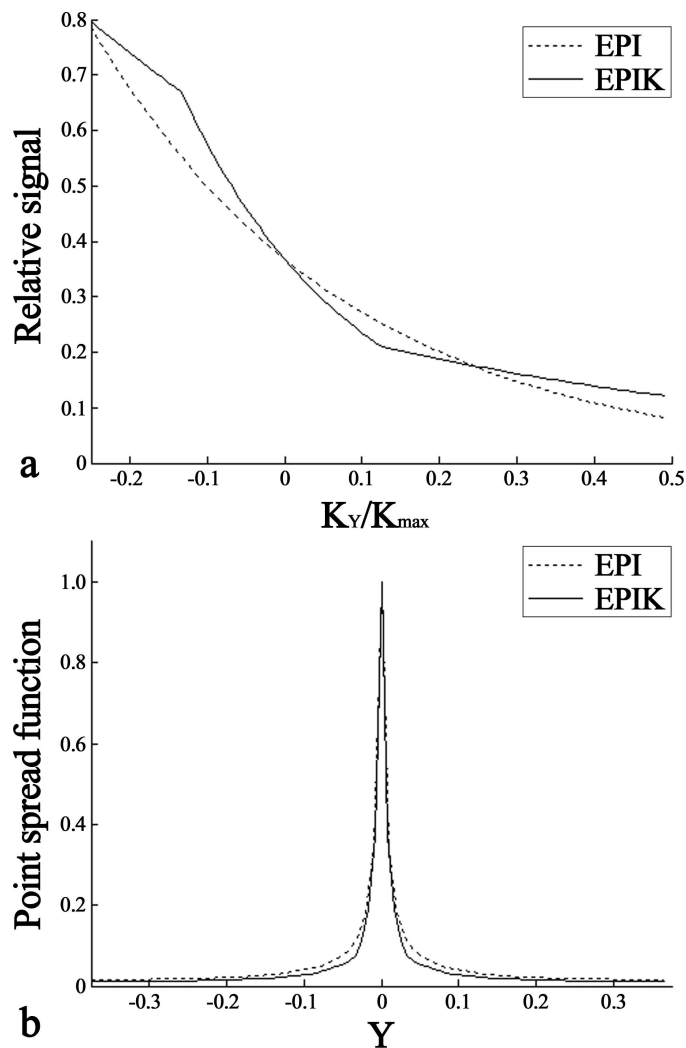 0.8
0.7
0.6
0.5
0.4
0.3
0.2
0.1
0
Relative signal
EPI
EPIK
-0.2 -0.1 0 0.1 0.2 0.3 0.4 0.5
a
KY/Kmax
1.0
0.8
0.6
0.4
0.2
0
Point spread function
EPI
EPIK
-0.3 -0.2 -0.1 0 0.1 0.2 0.3
b
Y